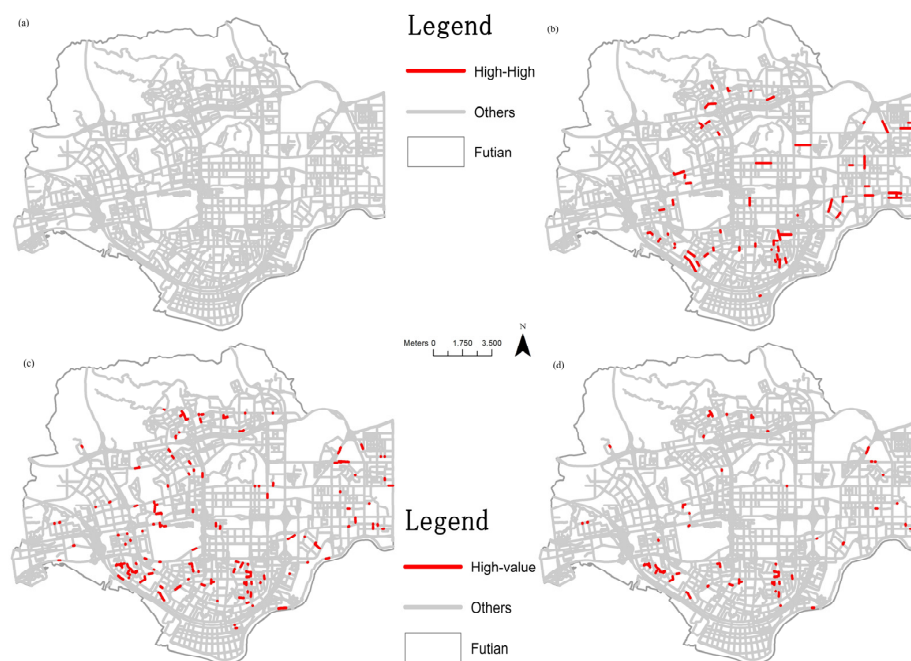 (a)
Legend
High-High
Others
Futian
(b)
Meters 0 1.750 3.500
N
(c)
(d)
Legend
High-value
Others
Futian